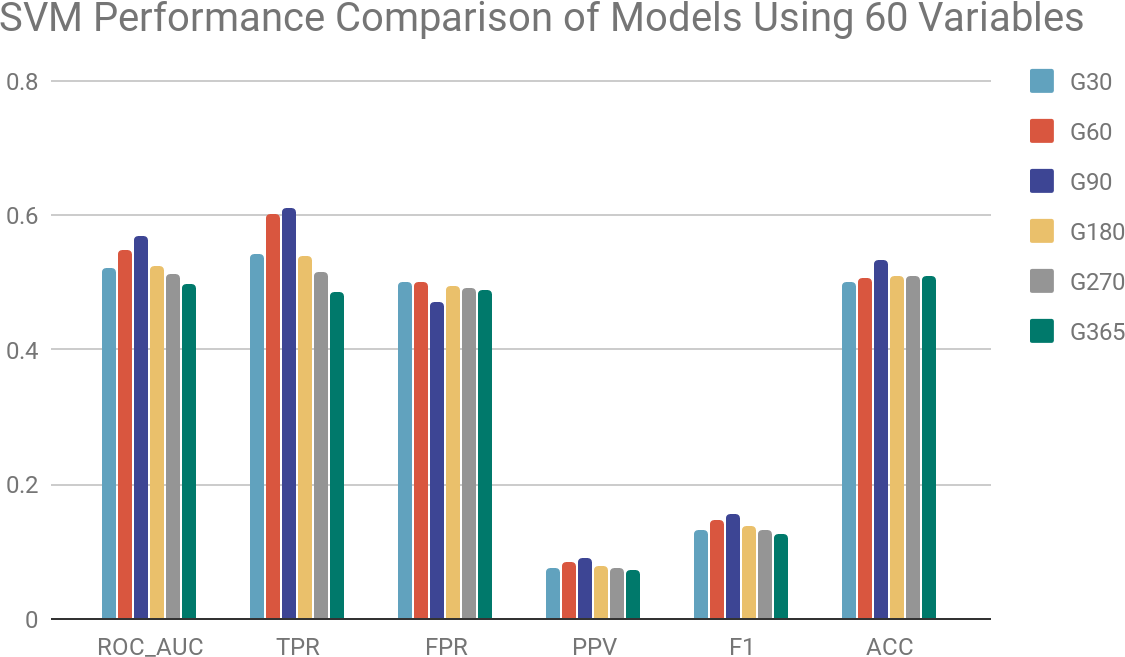 SVM Performance Comparison of Models Using 60 Variables
0.8
0.6
0.4
0.2
0
ROC_AUC TPR FPR PPV F1 ACC
G30
G60
G90
G180
G270
G365